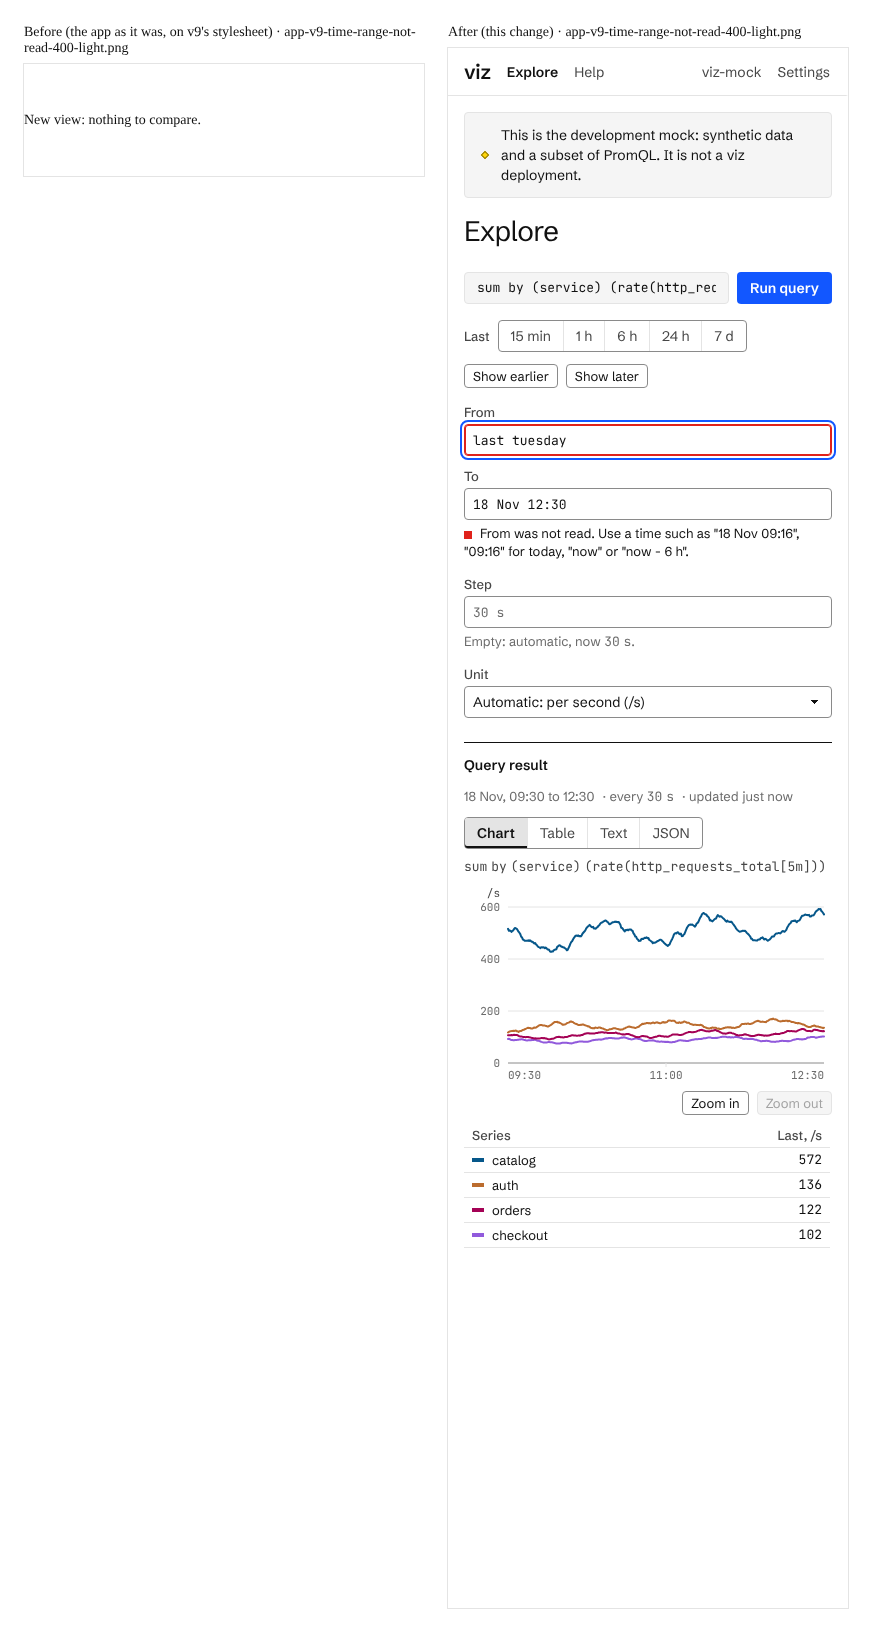 Before (the app as it was, on v9's stylesheet) · app-v9-time-range-not-
read-400-light.png
New view: nothing to compare.
After (this change) · app-v9-time-range-not-read-400-light.png
viz Explore Help viz-mock Settings
This is the development mock: synthetic data
and a subset of PromQL. It is not a viz
deployment.
Explore
sum by (service) (rate(http_rec Run query
Last 15 min 1 h 6 h 24 h 7 d
Show earlier Show later
From
last tuesday
To
18 Nov 12:30
From was not read. Use a time such as "18 Nov 09:16",
"09:16" for today, "now" or "now - 6 h".
Step
30 s
Empty: automatic, now 30 s.
Unit
Automatic: per second (/s)
Query result
18 Nov, 09:30 to 12:30 · every 30 s · updated just now
Chart Table Text JSON
sum by (service) (rate(http_requests_total[5m]))
/s
600
400
200
0
09:30 11:00 12:30
Zoom in Zoom out
Series Last, /s
catalog 572
auth 136
orders 122
checkout 102